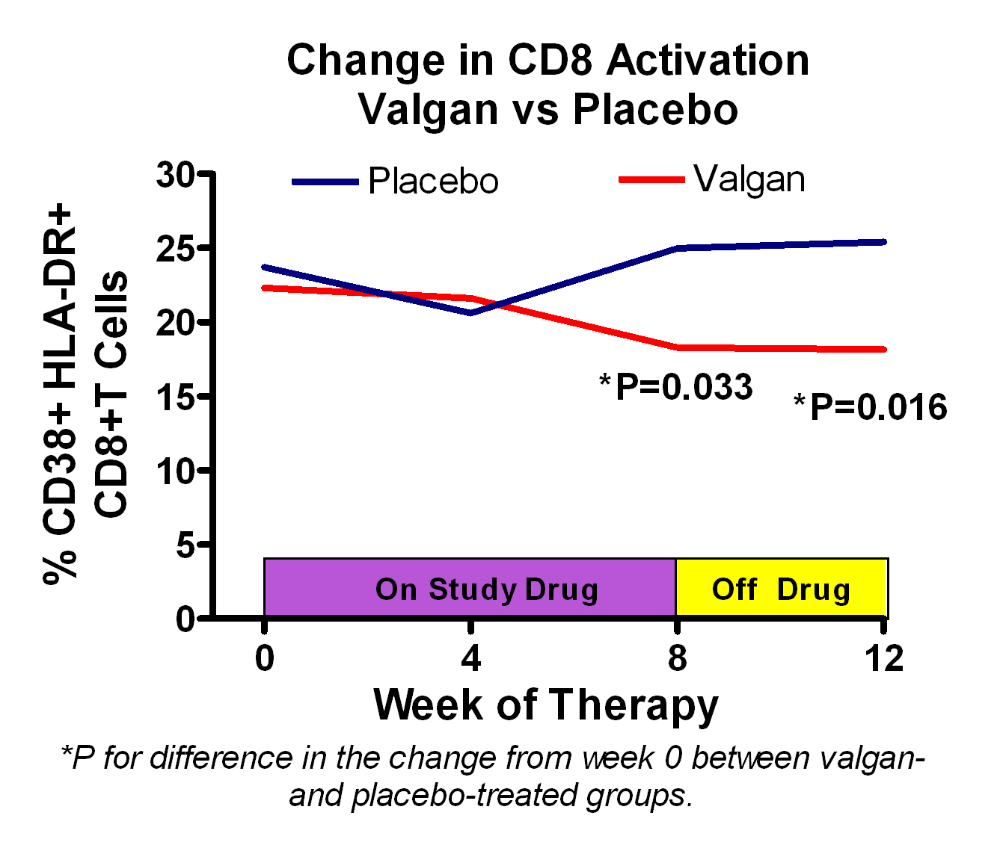 Change in CD8 Activation
Valgan vs Placebo
Placebo
Valgan
% CD38+ HLA-DR+
CD8+T Cells
30
25
20
15
10
5
0
*P=0.033
*P=0.016
On Study Drug
Off Drug
0
4
8
12
Week of Therapy
*P for difference in the change from week 0 between valgan-
and placebo-treated groups.